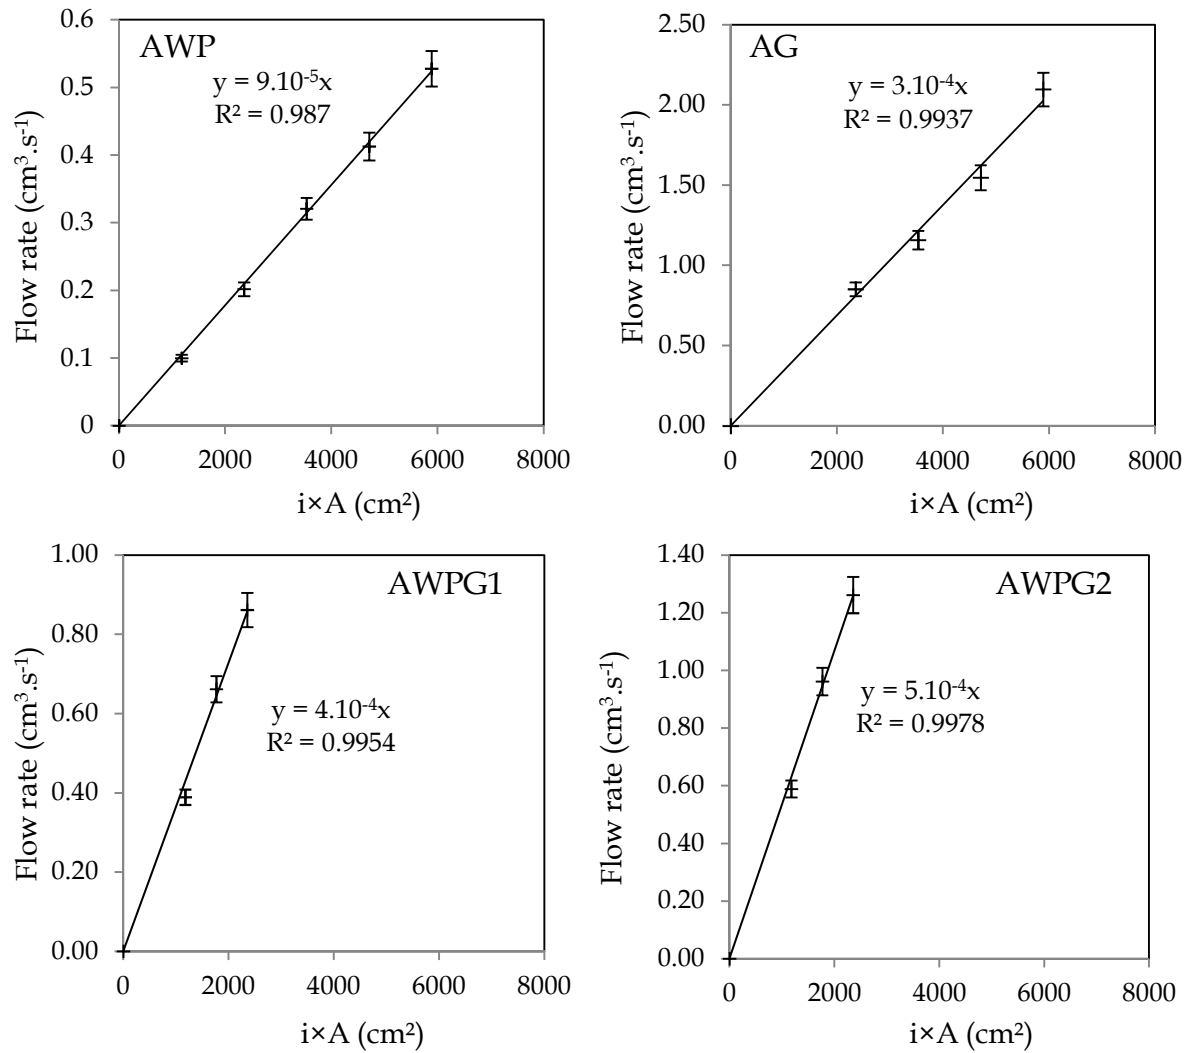 AWP
y = 9.10⁻⁵x
R² = 0.987
Flow rate (cm³.s⁻¹)
0.6
0.5
0.4
0.3
0.2
0.1
0
0 2000 4000 6000 8000
i×A (cm²)
AG
y = 3.10⁻⁴x
R² = 0.9937
Flow rate (cm³.s⁻¹)
2.50
2.00
1.50
1.00
0.50
0.00
0 2000 4000 6000 8000
i×A (cm²)
AWPG1
y = 4.10⁻⁴x
R² = 0.9954
Flow rate (cm³.s⁻¹)
1.00
0.80
0.60
0.40
0.20
0.00
0 2000 4000 6000 8000
i×A (cm²)
AWPG2
y = 5.10⁻⁴x
R² = 0.9978
Flow rate (cm³.s⁻¹)
1.40
1.20
1.00
0.80
0.60
0.40
0.20
0.00
0 2000 4000 6000 8000
i×A (cm²)